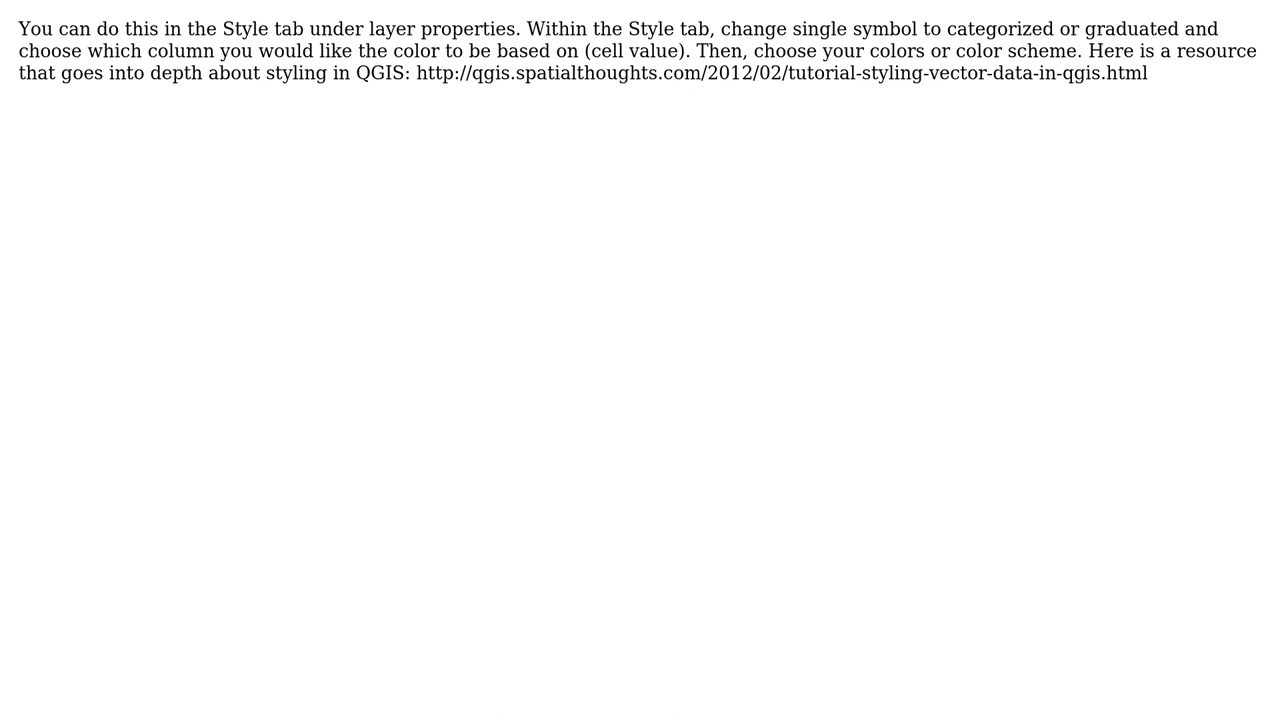 You can do this in the Style tab under layer properties. Within the Style tab, change single symbol to categorized or graduated and
choose which column you would like the color to be based on (cell value). Then, choose your colors or color scheme. Here is a resource
that goes into depth about styling in QGIS: http://qgis.spatialthoughts.com/2012/02/tutorial-styling-vector-data-in-qgis.html